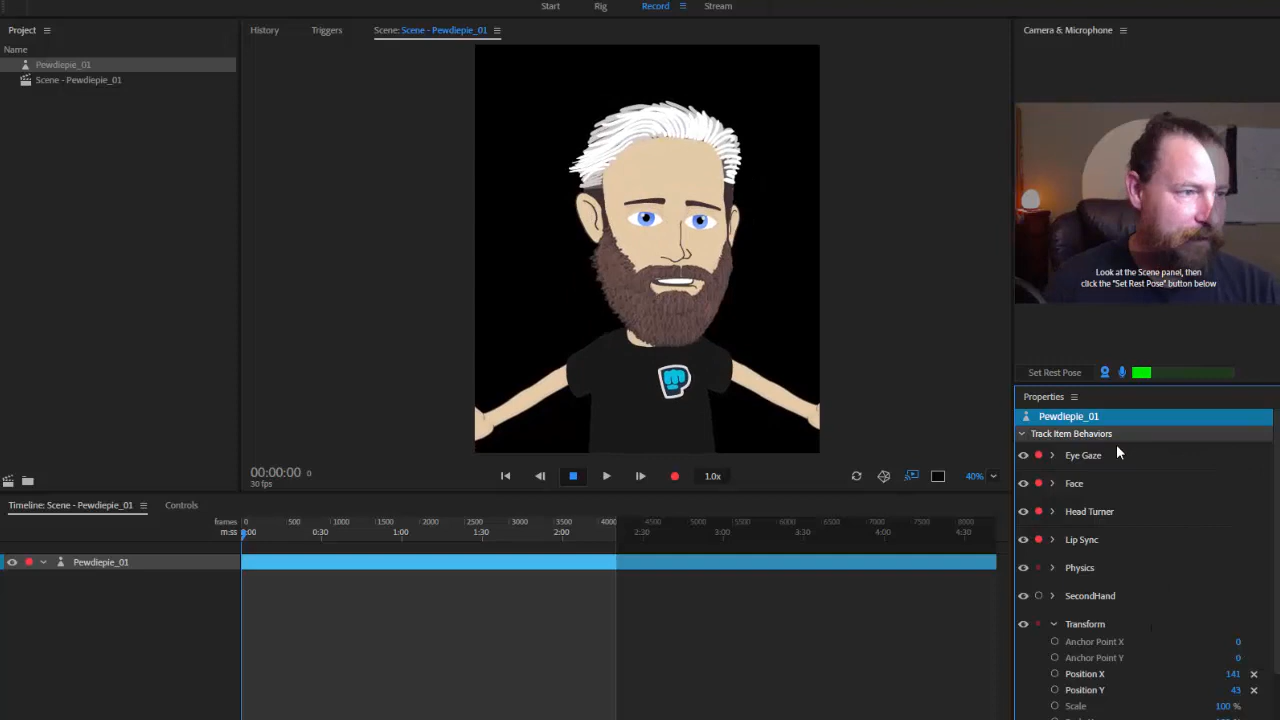 Start
Rig
Record
Stream
Project
Name
Pewdiepie_01
Scene - Pewdiepie_01
History
Triggers
Scene: Scene - Pewdiepie_01
P
00:00:00 0
30 fps
1.0x
40%
Camera & Microphone
Look at the Scene panel, then
click the "Set Rest Pose" button below
Set Rest Pose
Properties
Pewdiepie_01
Track Item Behaviors
Eye Gaze
Face
Head Turner
Lip Sync
Physics
SecondHand
Transform
Anchor Point X 0
Anchor Point Y 0
Position X 141
Position Y 43
Scale 100 %
Timeline: Scene - Pewdiepie_01
Controls
frames 500 1000 1500 2000 2500 3000 3500 4000 4500 5000 5500 6000 6500 7000 7500 8000
m:ss 0:00 0:30 1:00 1:30 2:00 2:30 3:00 3:30 4:00 4:30
Pewdiepie_01